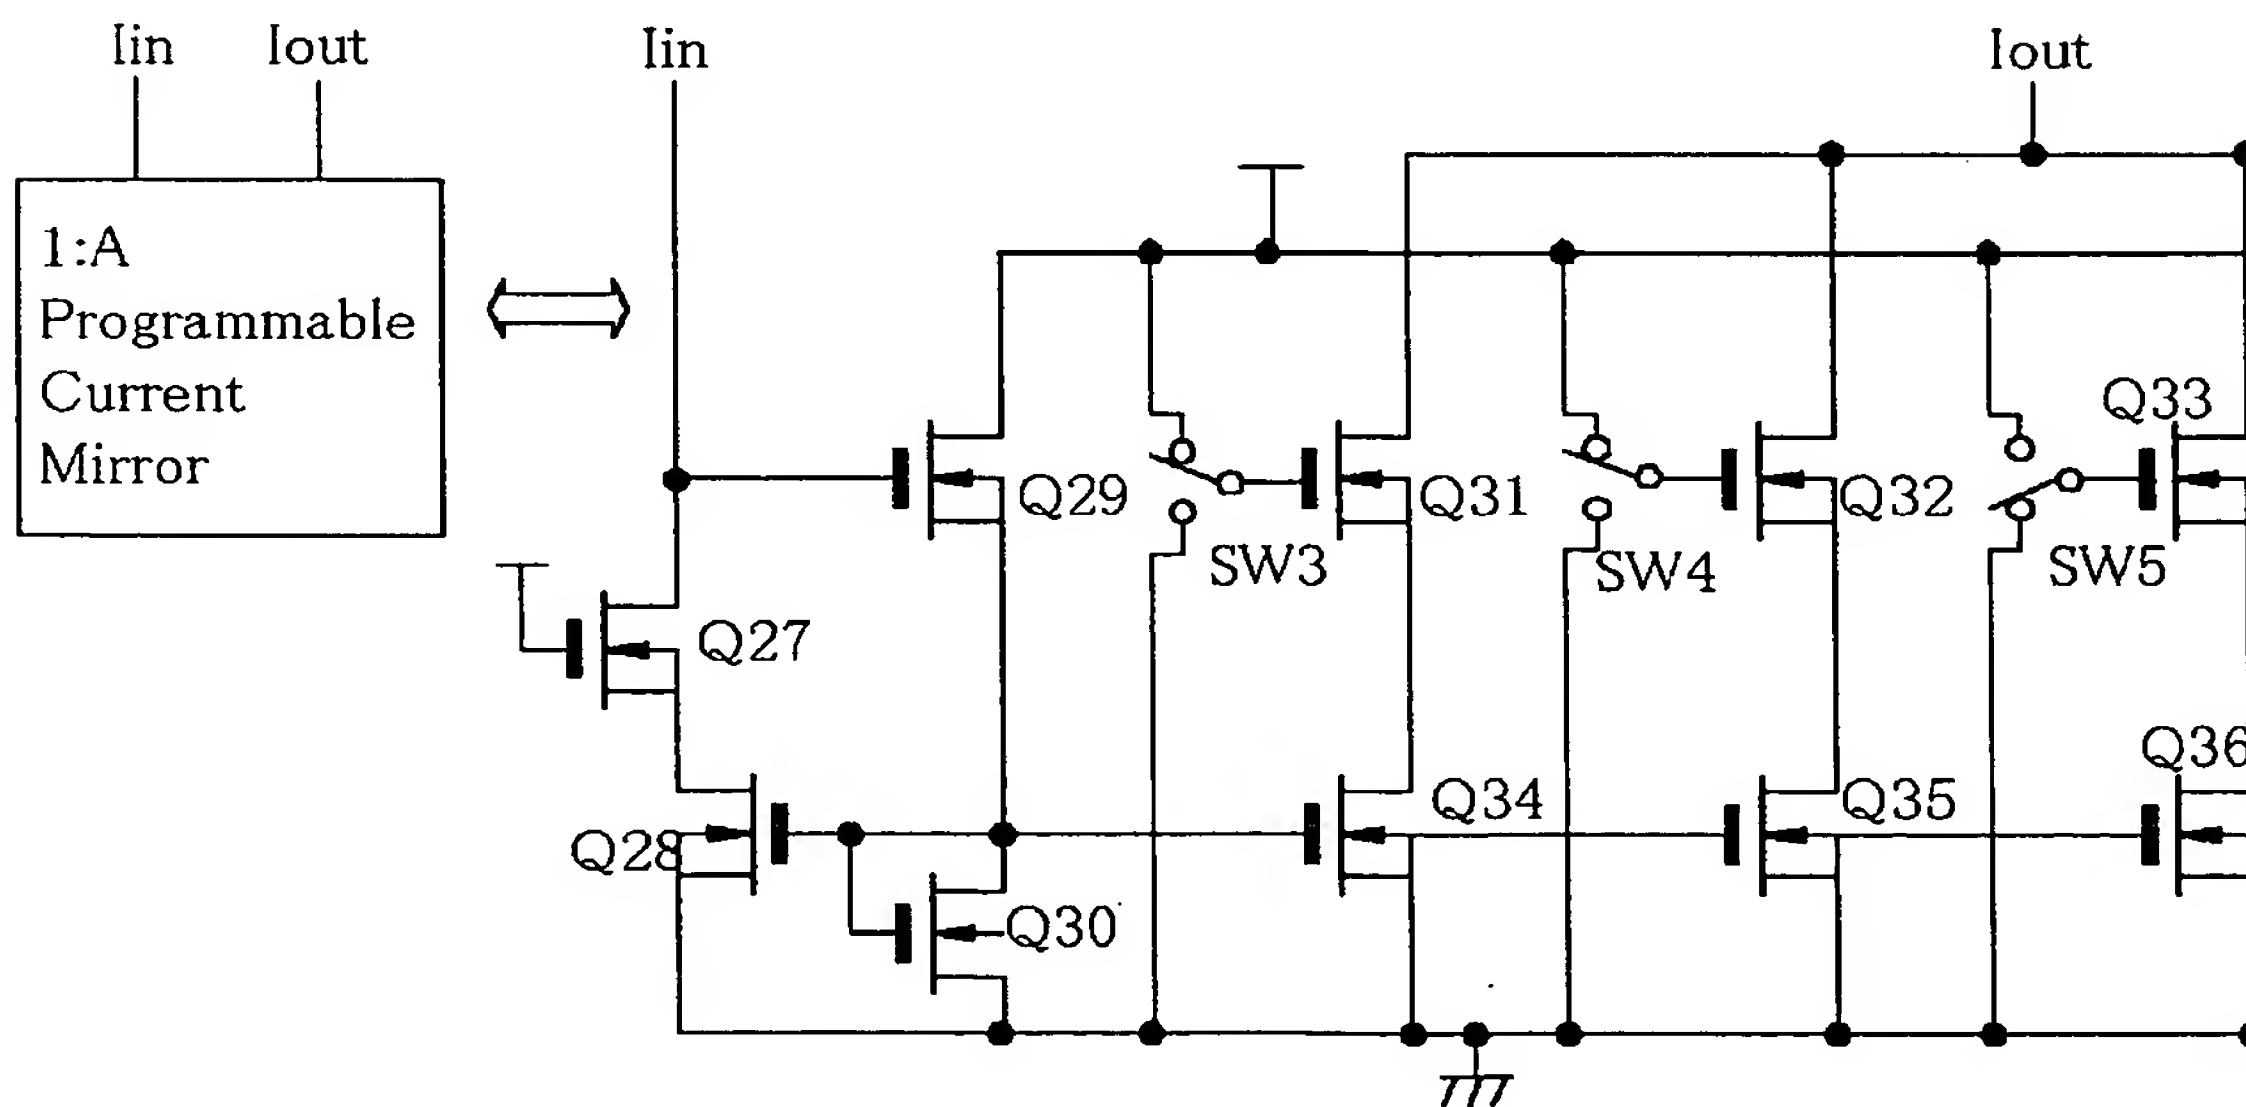 Iin
Iout
Iin
Iout
1:A
Programmable
Current
Mirror
Q33
Q29
Q31
Q32
SW3
SW4
SW5
Q27
Q36
Q34
Q35
Q28
Q30